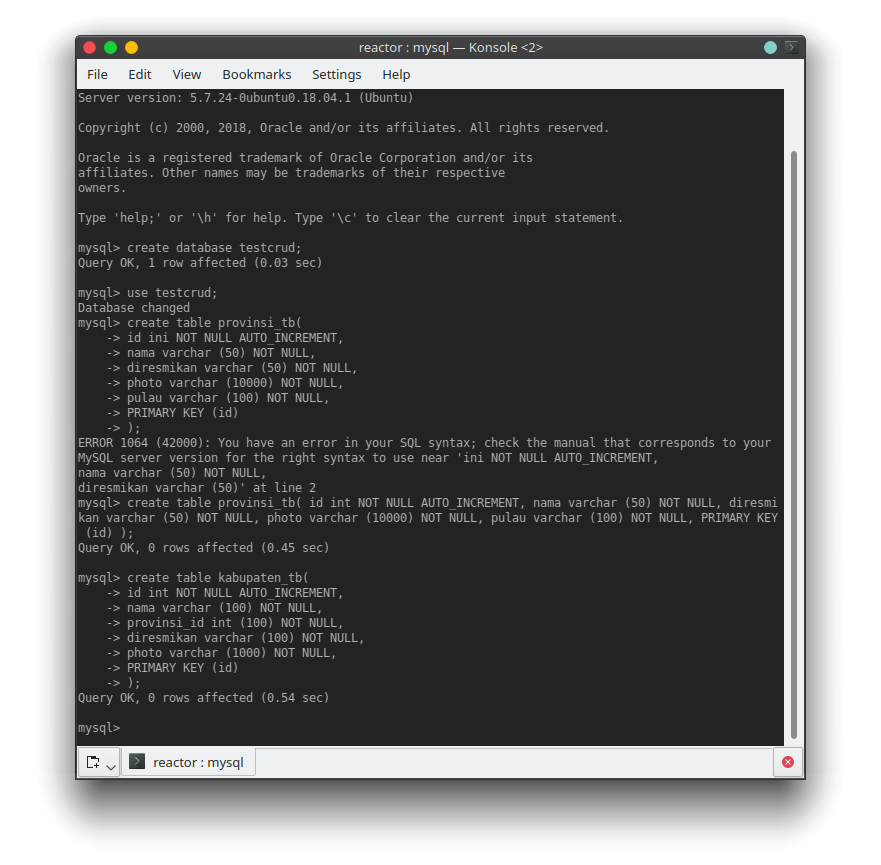 reactor : mysql — Konsole <2>
File Edit View Bookmarks Settings Help
Server version: 5.7.24-0ubuntu0.18.04.1 (Ubuntu)
Copyright (c) 2000, 2018, Oracle and/or its affiliates. All rights reserved.
Oracle is a registered trademark of Oracle Corporation and/or its
affiliates. Other names may be trademarks of their respective
owners.
Type 'help;' or '\h' for help. Type '\c' to clear the current input statement.
mysql> create database testcrud;
Query OK, 1 row affected (0.03 sec)
mysql> use testcrud;
Database changed
mysql> create table provinsi_tb(
    -> id ini NOT NULL AUTO_INCREMENT,
    -> nama varchar (50) NOT NULL,
    -> diresmikan varchar (50) NOT NULL,
    -> photo varchar (10000) NOT NULL,
    -> pulau varchar (100) NOT NULL,
    -> PRIMARY KEY (id)
    -> );
ERROR 1064 (42000): You have an error in your SQL syntax; check the manual that corresponds to your
MySQL server version for the right syntax to use near 'ini NOT NULL AUTO_INCREMENT,
nama varchar (50) NOT NULL,
diresmikan varchar (50)' at line 2
mysql> create table provinsi_tb( id int NOT NULL AUTO_INCREMENT, nama varchar (50) NOT NULL, diresmi
kan varchar (50) NOT NULL, photo varchar (10000) NOT NULL, pulau varchar (100) NOT NULL, PRIMARY KEY
 (id) );
Query OK, 0 rows affected (0.45 sec)
mysql> create table kabupaten_tb(
    -> id int NOT NULL AUTO_INCREMENT,
    -> nama varchar (100) NOT NULL,
    -> provinsi_id int (100) NOT NULL,
    -> diresmikan varchar (100) NOT NULL,
    -> photo varchar (1000) NOT NULL,
    -> PRIMARY KEY (id)
    -> );
Query OK, 0 rows affected (0.54 sec)
mysql>
reactor : mysql